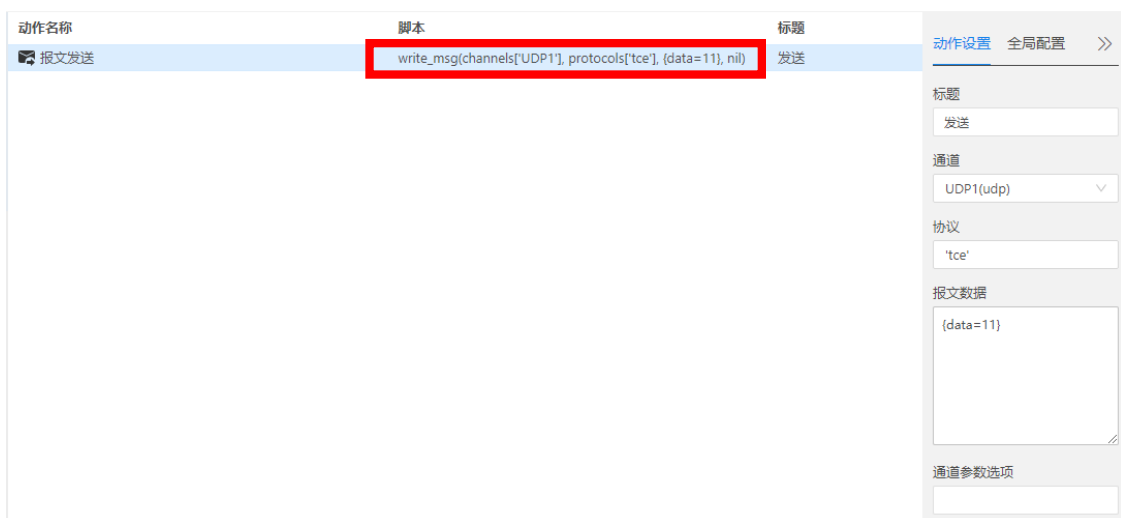 动作名称 脚本 标题
报文发送 write_msg(channels['UDP1'], protocols['tce'], {data=11}, nil) 发送
动作设置 全局配置
标题
发送
通道
UDP1(udp)
协议
'tce'
报文数据
{data=11}
通道参数选项